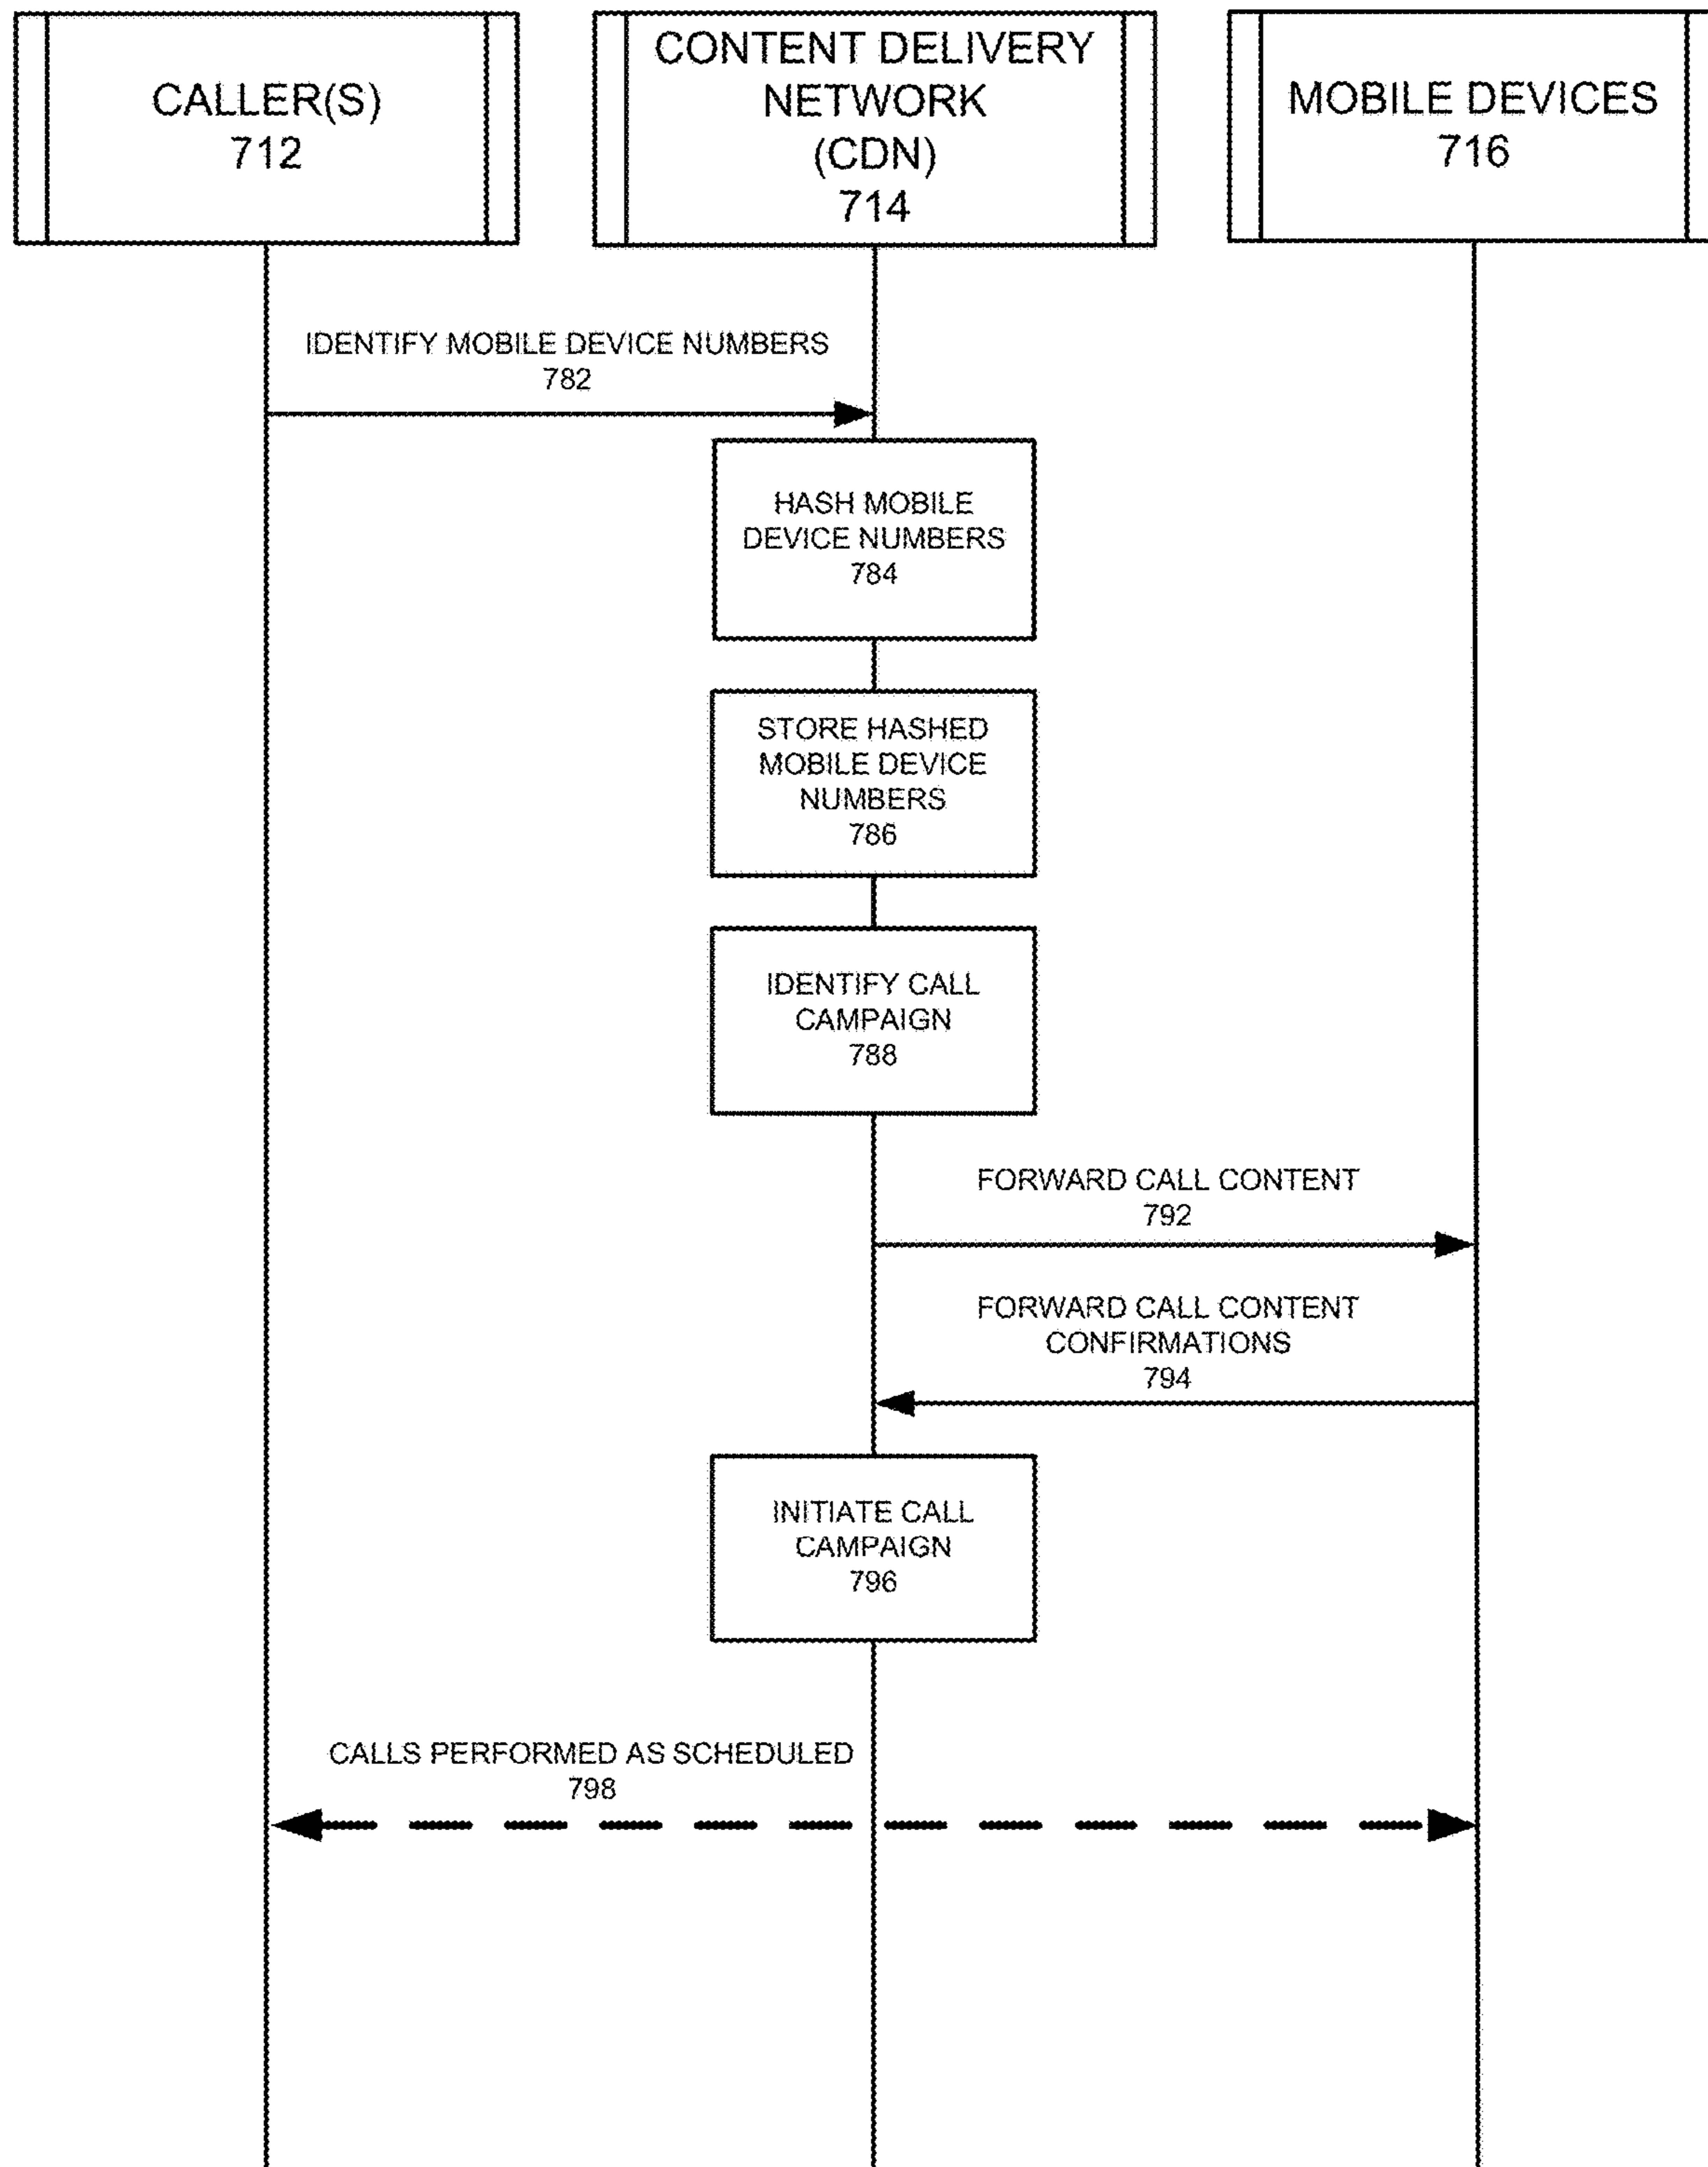 CALLER(S)
712
CONTENT DELIVERY
NETWORK
(CDN)
714
MOBILE DEVICES
716
IDENTIFY MOBILE DEVICE NUMBERS
782
HASH MOBILE
DEVICE NUMBERS
784
STORE HASHED
MOBILE DEVICE
NUMBERS
786
IDENTIFY CALL
CAMPAIGN
788
FORWARD CALL CONTENT
792
FORWARD CALL CONTENT
CONFIRMATIONS
794
INITIATE CALL
CAMPAIGN
796
CALLS PERFORMED AS SCHEDULED
798